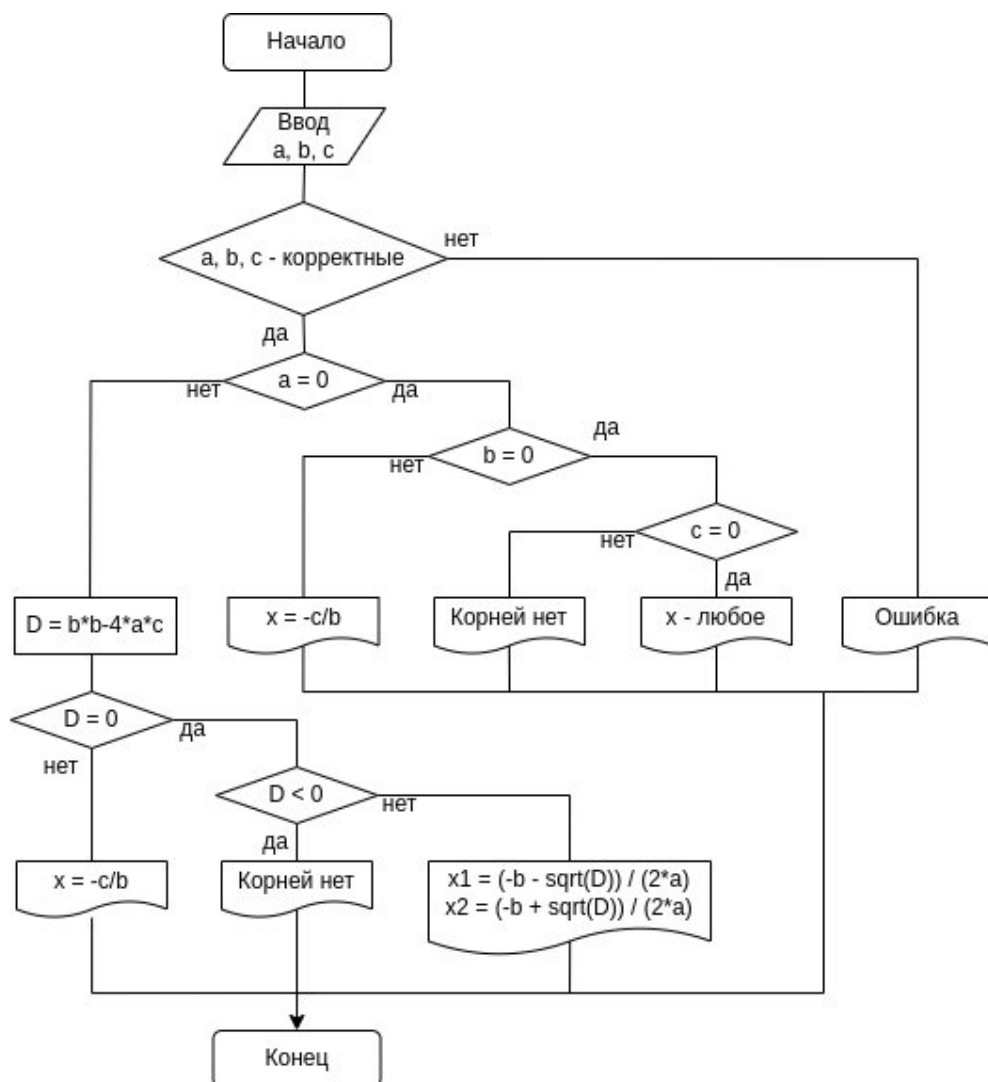 Начало
Ввод
a, b, c
a, b, c - корректные
нет
да
a = 0
нет
да
b = 0
нет
да
c = 0
нет
да
D = b*b-4*a*c
x = -c/b
Корней нет
x - любое
Ошибка
D = 0
да
нет
D < 0
нет
да
x = -c/b
Корней нет
x1 = (-b - sqrt(D)) / (2*a)
x2 = (-b + sqrt(D)) / (2*a)
Конец